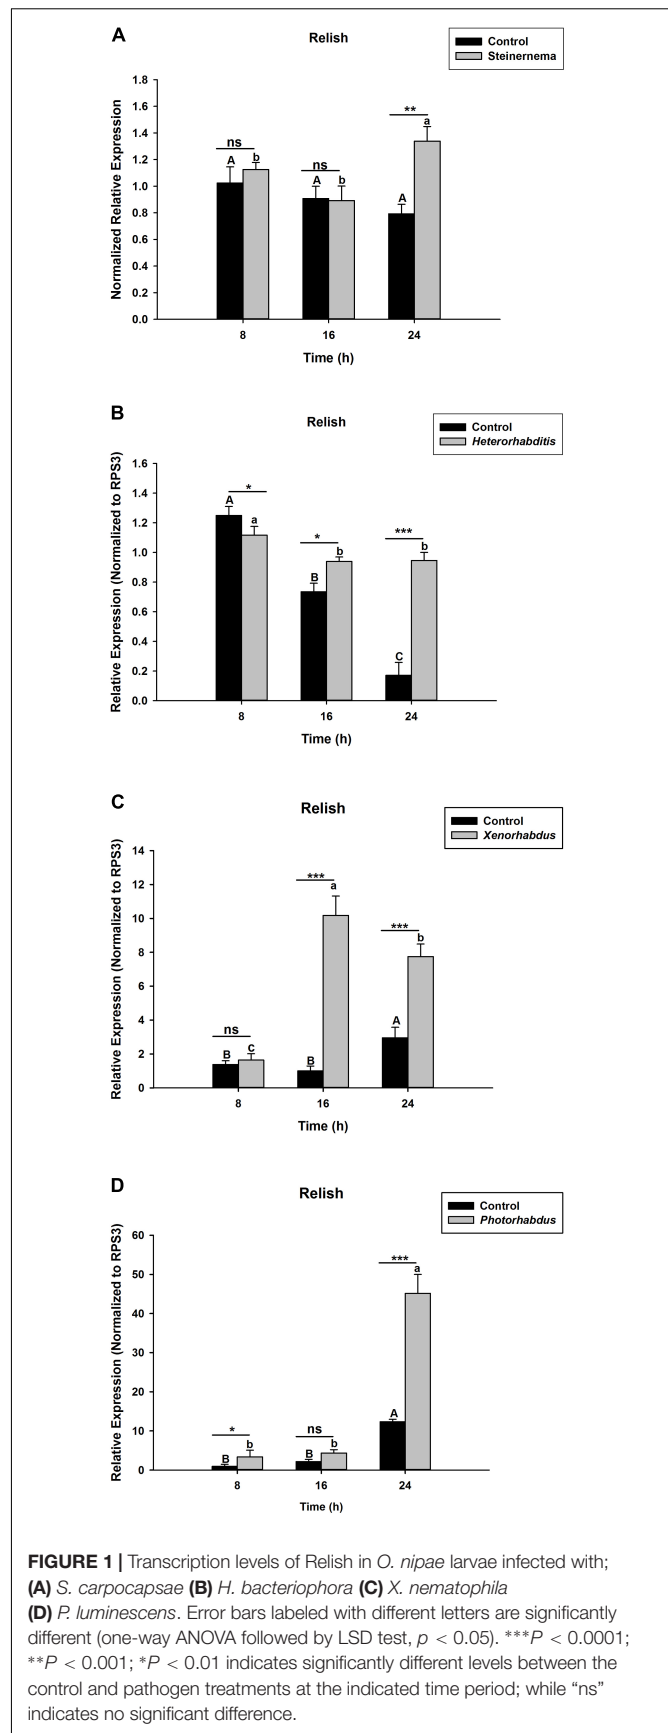 A
Relish
Control
Steinernema
Normalized Relative Expression
1.8
1.6
1.4
1.2
1.0
0.8
0.6
0.4
0.2
0.0
ns
A
b
ns
A
b
**
A
a
8
16
24
Time (h)
B
Relish
Control
Heterorhabditis
Relative Expression (Normalized to RPS3)
1.6
1.4
1.2
1.0
0.8
0.6
0.4
0.2
0.0
*
A
a
*
B
b
***
C
b
8
16
24
Time (h)
C
Relish
Control
Xenorhabdus
Relative Expression (Normalized to RPS3)
14
12
10
8
6
4
2
0
ns
B
c
***
B
a
***
A
b
8
16
24
Time (h)
D
Relish
Control
Photorhabdus
Relative Expression (Normalized to RPS3)
60
50
40
30
20
10
0
*
B
b
ns
B
b
***
A
a
8
16
24
Time (h)
FIGURE 1 | Transcription levels of Relish in O. nipae larvae infected with;
(A) S. carpocapsae (B) H. bacteriophora (C) X. nematophila
(D) P. luminescens. Error bars labeled with different letters are significantly
different (one-way ANOVA followed by LSD test, p < 0.05). ***P < 0.0001;
**P < 0.001; *P < 0.01 indicates significantly different levels between the
control and pathogen treatments at the indicated time period; while “ns”
indicates no significant difference.